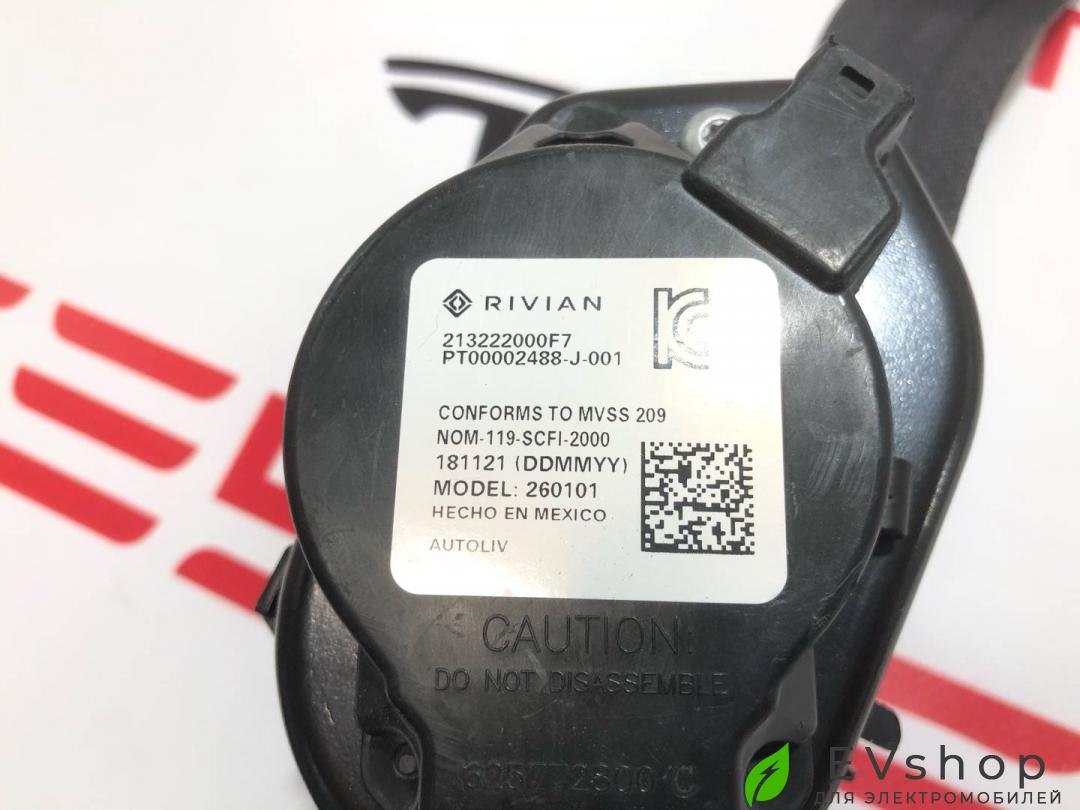 RIVIAN
213222000F7
PT00002488-J-001
CONFORMS TO MVSS 209
NOM-119-SCFI-2000
181121 (DDMMYY)
MODEL: 260101
HECHO EN MEXICO
AUTOLIV
CAUTION:
DO NOT DISASSEMBLE
EVshop
ДЛЯ ЭЛЕКТРОМОБИЛЕЙ